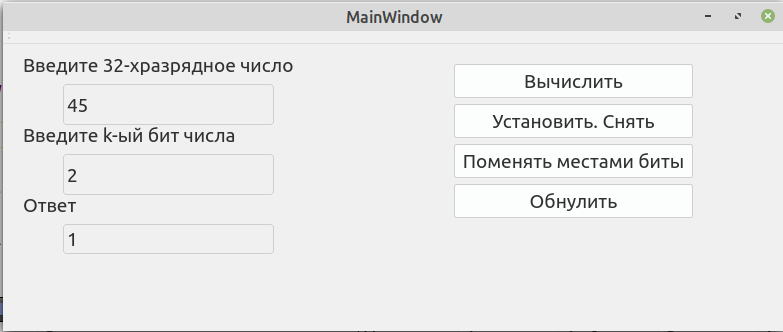 MainWindow
Введите 32-хразрядное число
45
Введите k-ый бит числа
2
Ответ
1
Вычислить
Установить. Снять
Поменять местами биты
Обнулить